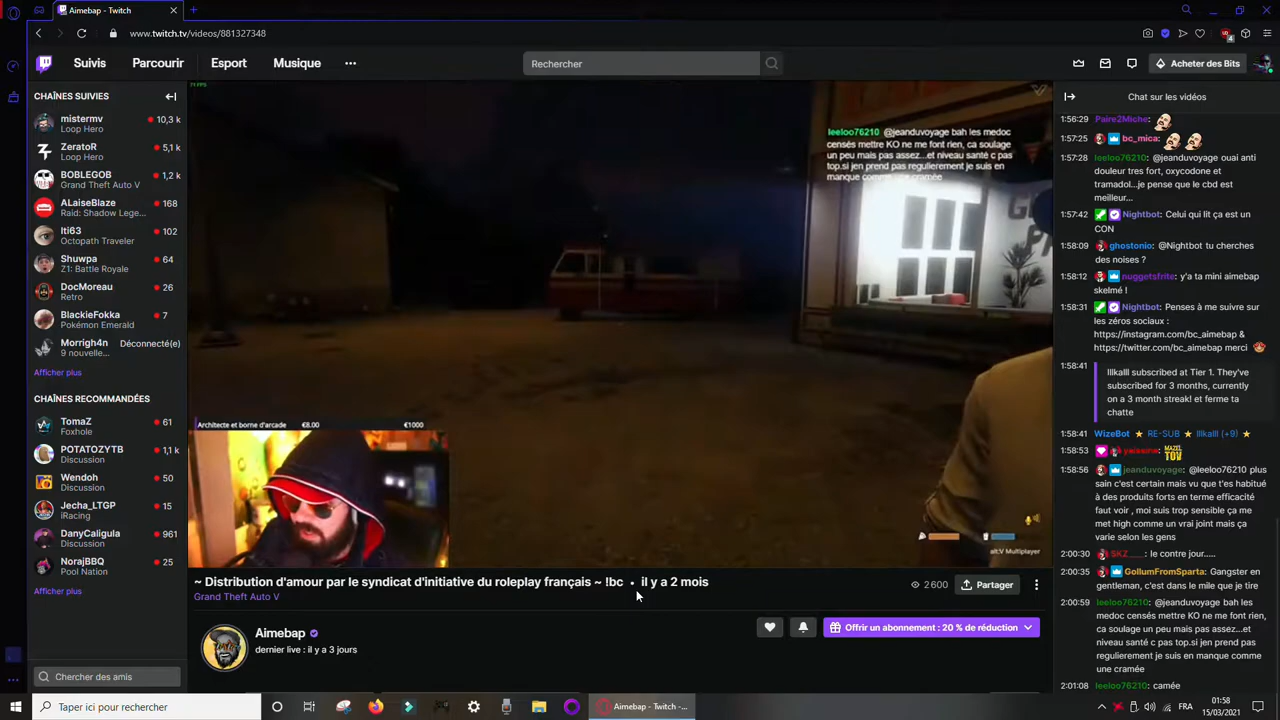 Aimebap - Twitch
www.twitch.tv/videos/881327348
Suivis
Parcourir
Esport
Musique
Rechercher
Acheter des Bits
CHAÎNES SUIVIES
mistermv
10,3 k
Loop Hero
ZeratoR
5,1 k
Loop Hero
BOBLEGOB
1,2 k
Grand Theft Auto V
ALaiseBlaze
168
Raid: Shadow Lege...
Iti63
102
Octopath Traveler
Shuwpa
64
Z1: Battle Royale
DocMoreau
26
Retro
BlackieFokka
7
Pokémon Emerald
Morrigh4n
Déconnecté(e)
9 nouvelle...
Afficher plus
CHAÎNES RECOMMANDÉES
TomaZ
61
Foxhole
POTATOZYTB
1,1 k
Discussion
Wendoh
50
Discussion
Jecha_LTGP
15
iRacing
DanyCaligula
961
Discussion
NorajBBQ
25
Pool Nation
Afficher plus
Chercher des amis
71 FPS
leeloo76210 @jeanduvoyage bah les medoc
censés mettre KO ne me font rien, ca soulage
un peu mais pas assez...et niveau santé c pas
top.si jen prend pas regulierement je suis en
manque comme une cramée
Architecte et borne d'arcade €8.00 €1000
alt:V Multiplayer
~ Distribution d'amour par le syndicat d'initiative du roleplay français ~ !bc • il y a 2 mois
Grand Theft Auto V
2 600
Partager
Aimebap
dernier live : il y a 3 jours
Offrir un abonnement : 20 % de réduction
Chat sur les vidéos
1:56:29 Paire2Miche:
1:57:25 bc_mica:
1:57:28 leeloo76210: @jeanduvoyage ouai anti
douleur tres fort, oxycodone et
tramadol...je pense que le cbd est
meilleur...
1:57:42 Nightbot: Celui qui lit ça est un
CON
1:58:09 ghostonio: @Nightbot tu cherches
des noises ?
1:58:12 nuggetsfrite: y'a ta mini aimebap
skelmé !
1:58:31 Nightbot: Penses à me suivre sur
les zéros sociaux :
https://instagram.com/bc_aimebap &
https://twitter.com/bc_aimebap merci
1:58:41
Illkalll subscribed at Tier 1. They've
subscribed for 3 months, currently
on a 3 month streak! et ferme ta
chatte
1:58:41 WizeBot ★ RE-SUB ★ Illkalll (+9) ★
1:58:53 MAZEL TOV
1:58:56 jeanduvoyage: @leeloo76210 plus
sain c'est certain mais vu que t'es habitué
à des produits forts en terme efficacité
faut voir , moi suis trop sensible ça me
met high comme un vrai joint mais ça
varie selon les gens
2:00:30 le contre jour.....
2:00:35 GollumFromSparta: Gangster en
gentleman, c'est dans le mile que je tire
2:00:59 leeloo76210: @jeanduvoyage bah les
medoc censés mettre KO ne me font rien,
ca soulage un peu mais pas assez...et
niveau santé c pas top.si jen prend pas
regulierement je suis en manque comme
une cramée
2:01:08 leeloo76210: camée
Taper ici pour rechercher
Aimebap - Twitch -...
FRA
01:58
15/03/2021